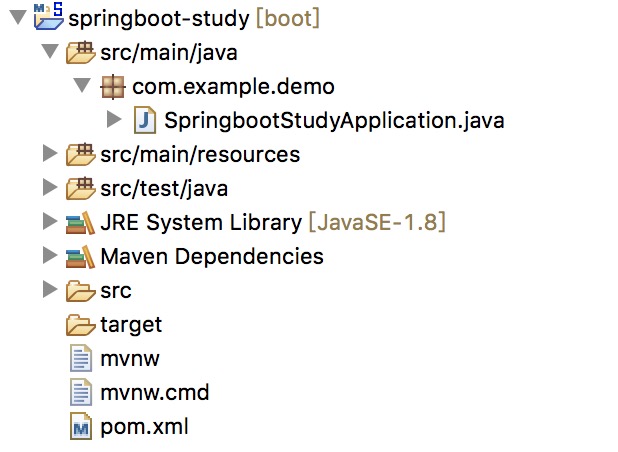 springboot-study [boot]
src/main/java
com.example.demo
SpringbootStudyApplication.java
src/main/resources
src/test/java
JRE System Library [JavaSE-1.8]
Maven Dependencies
src
target
mvnw
mvnw.cmd
pom.xml